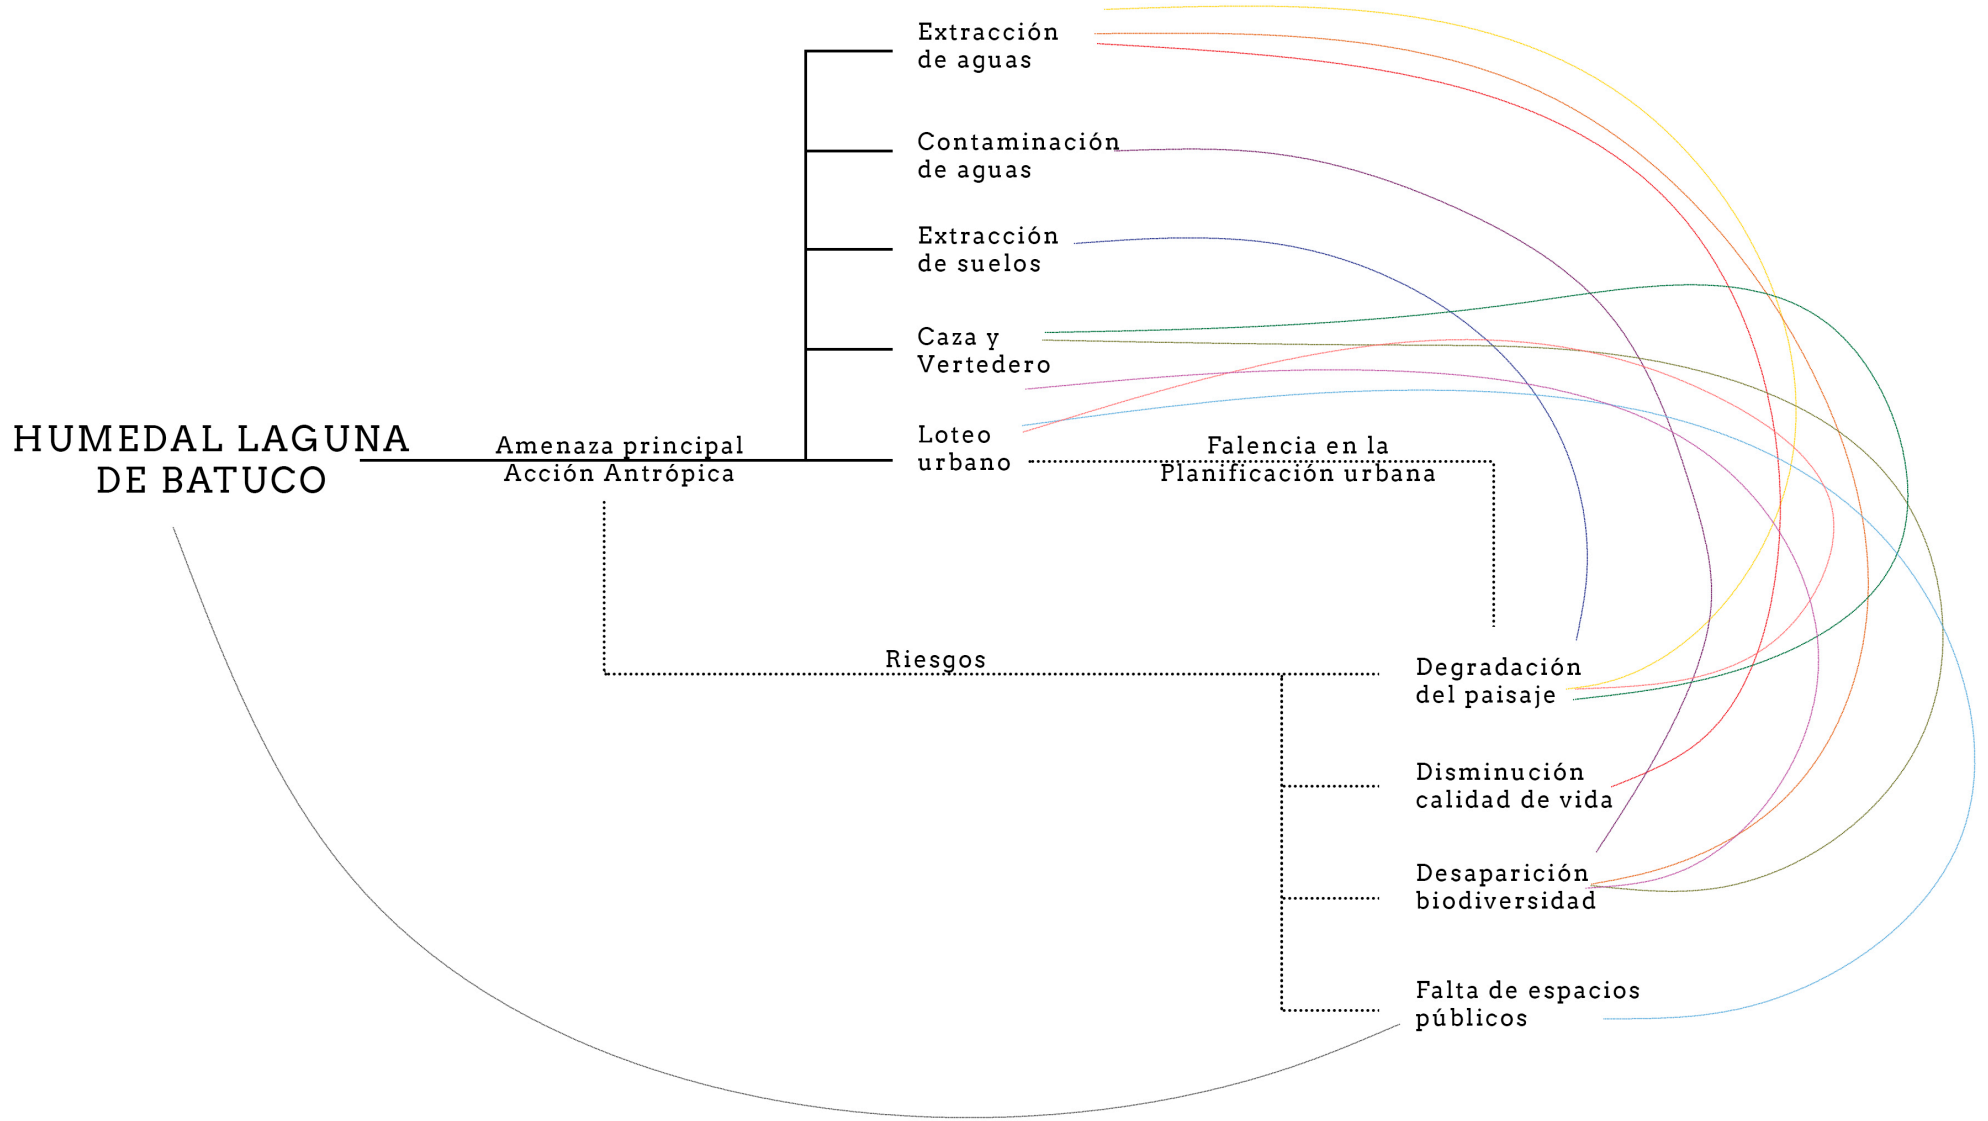 HUMEDAL LAGUNA
DE BATUCO
Amenaza principal
Acción Antrópica
Extracción
de aguas
Contaminación
de aguas
Extracción
de suelos
Caza y
Vertedero
Loteo
urbano
Falencia en la
Planificación urbana
Riesgos
Degradación
del paisaje
Disminución
calidad de vida
Desaparición
biodiversidad
Falta de espacios
públicos